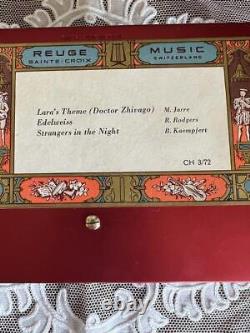 REUGE MUSIC
SAINTE-CROIX SWITZERLAND
Lara's Theme (Doctor Zhivago) M. Jarre
Edelweiss R. Rodgers
Strangers in the Night B. Kaempfert
CH 3/72